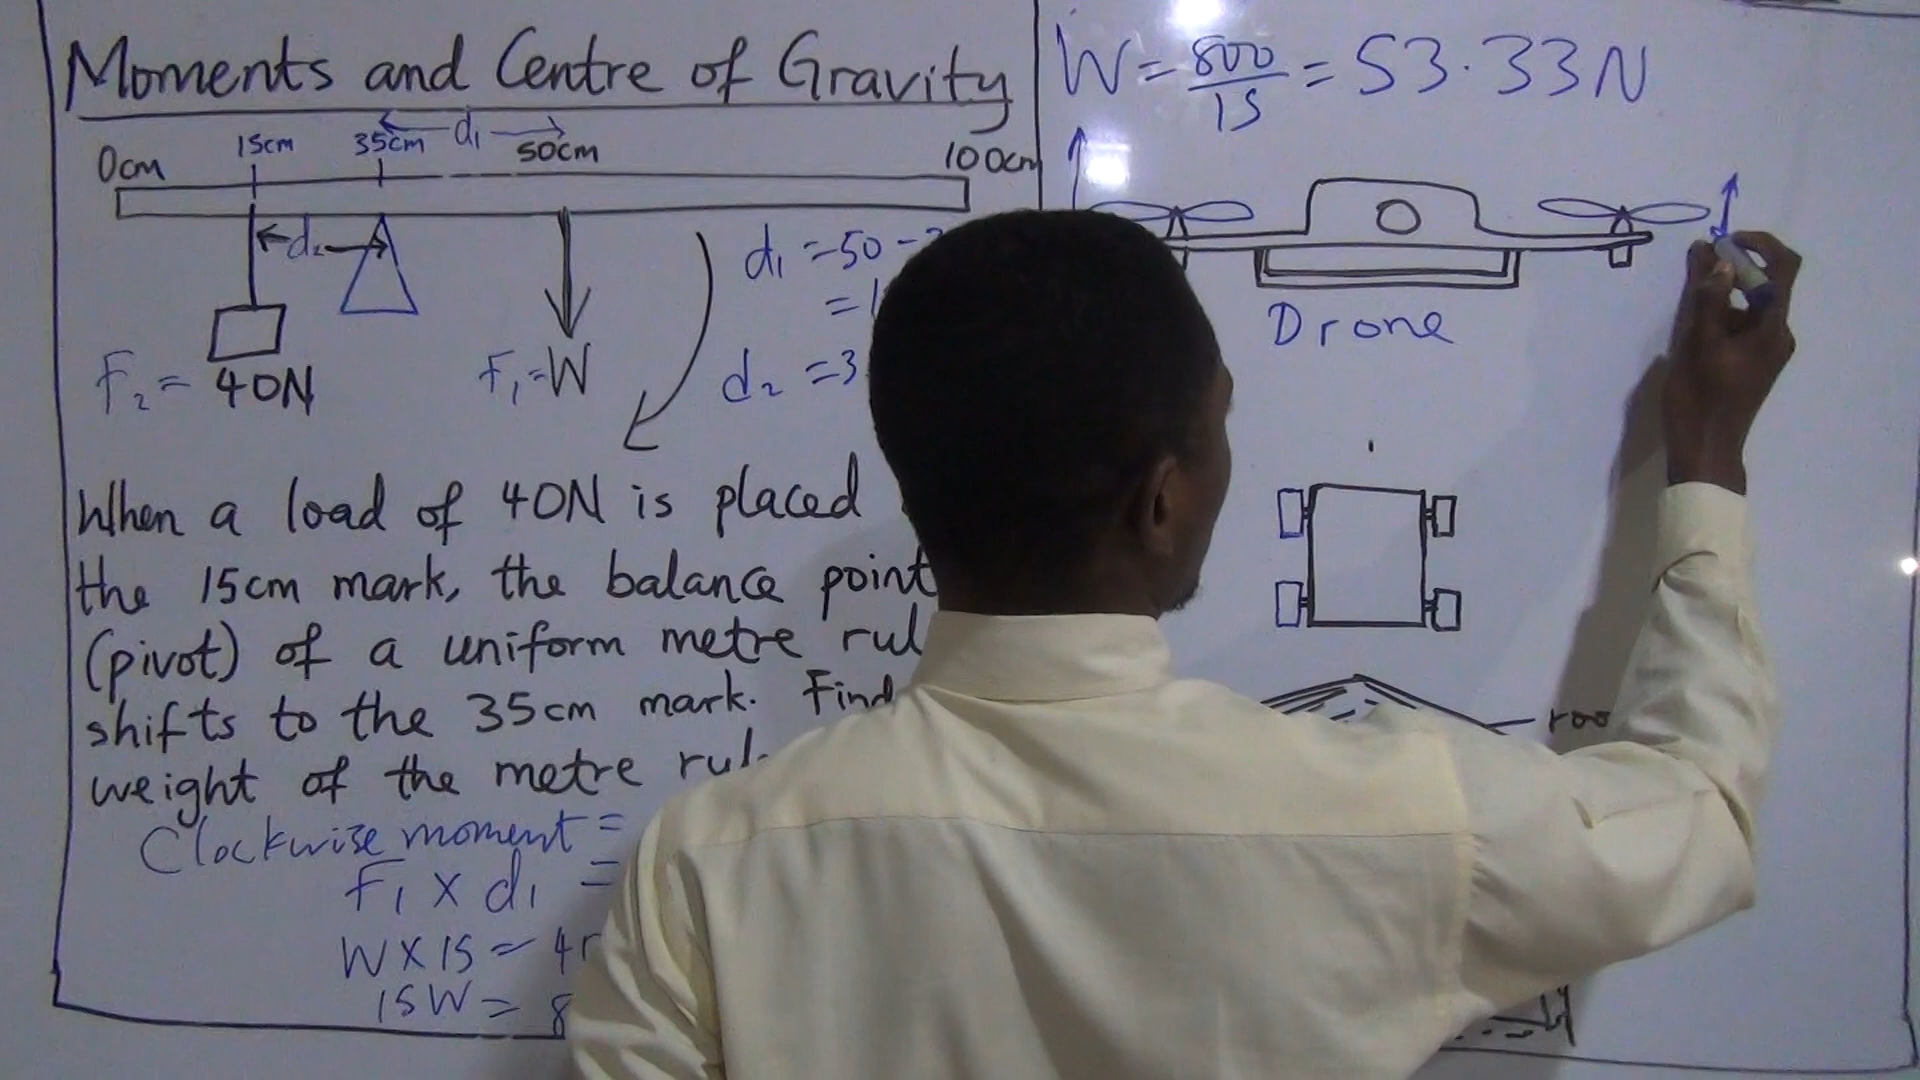 Moments and Centre of Gravity
d₁
0cm 15cm 35cm 50cm 100cm
d₂
d₁ = 50 -
=
d₂ = 3
F₂ = 40N F₁ = W
When a load of 40N is placed
the 15cm mark, the balance point
(pivot) of a uniform metre
shifts to the 35cm mark. Find
weight of the metre
Clockwise moment =
F₁ x d₁ =
W x 15 = 4
15W = 8
W = 800/15 = 53.33N
Drone